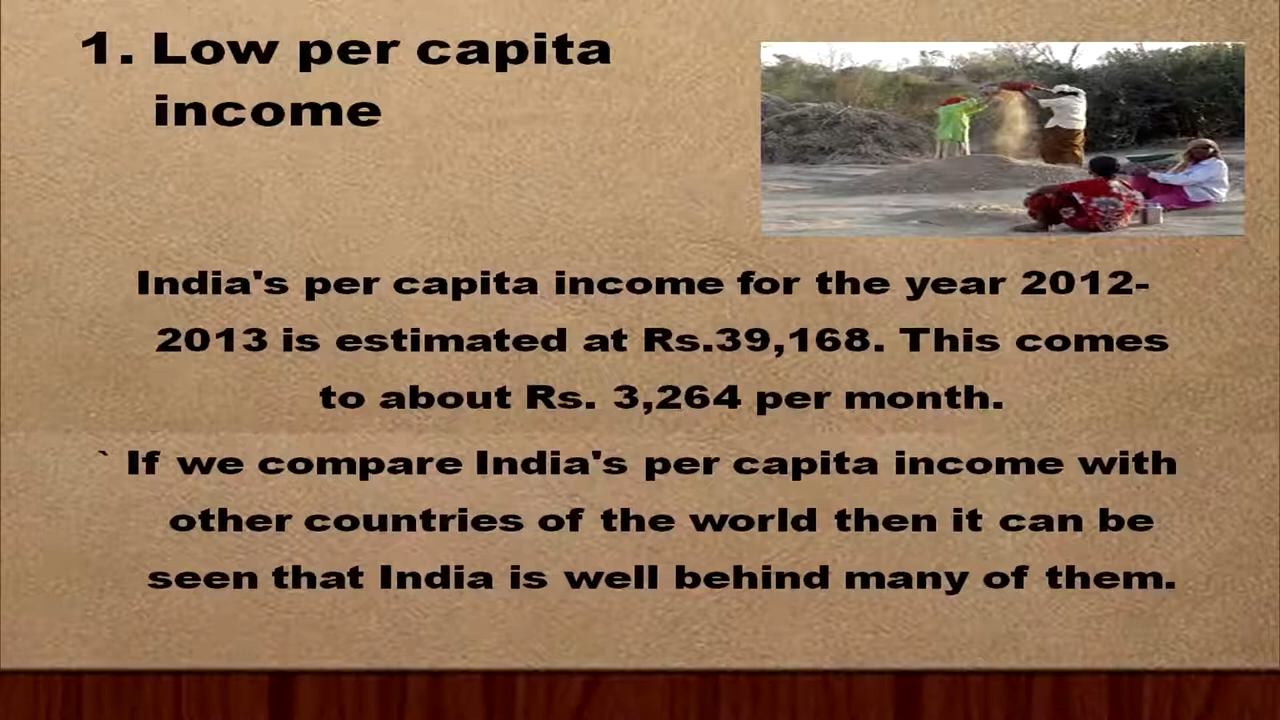 1. Low per capita
income
India's per capita income for the year 2012-
2013 is estimated at Rs.39,168. This comes
to about Rs. 3,264 per month.
` If we compare India's per capita income with
other countries of the world then it can be
seen that India is well behind many of them.